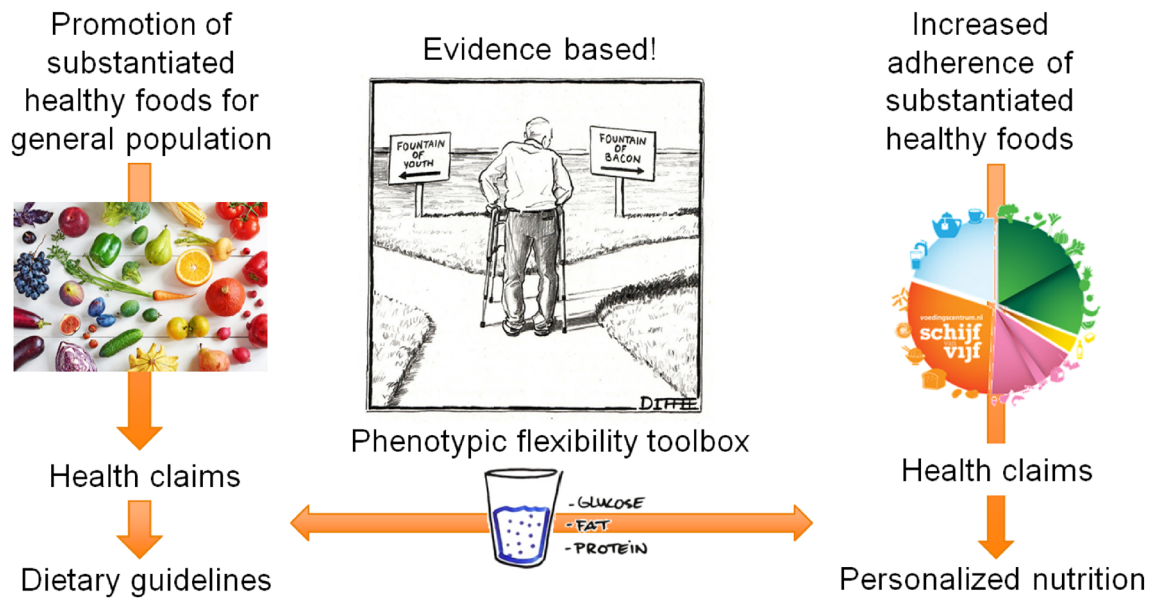 Promotion of
substantiated
healthy foods for
general population
Health claims
Dietary guidelines
Evidence based!
FOUNTAIN
OF
YOUTH
FOUNTAIN
OF
BACON
DIFFEE
Phenotypic flexibility toolbox
-GLUCOSE
-FAT
-PROTEIN
Increased
adherence of
substantiated
healthy foods
voedingscentrum.nl
schijf
van
vijf
Health claims
Personalized nutrition